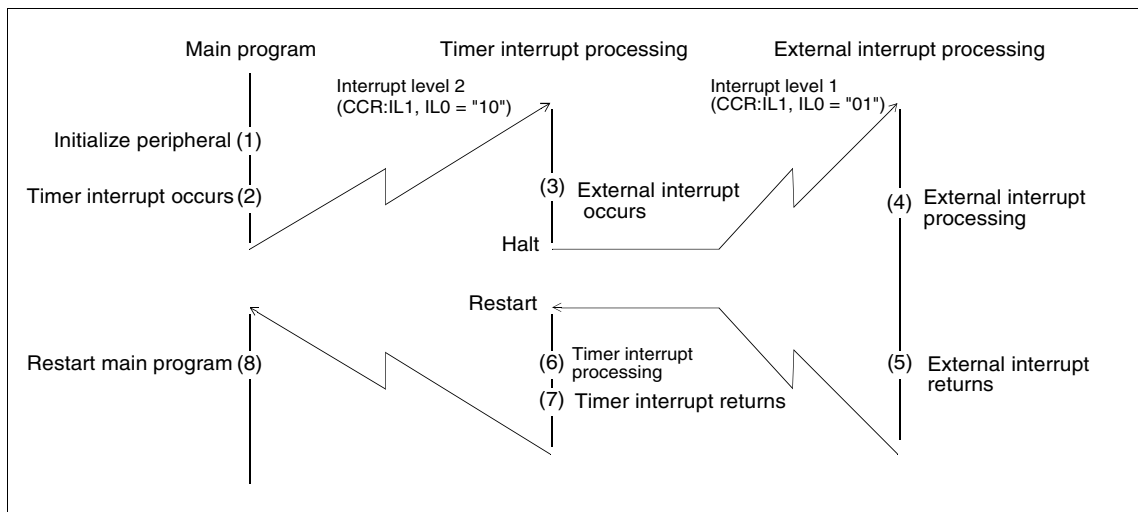 Main program
Timer interrupt processing
External interrupt processing
Interrupt level 2
(CCR:IL1, IL0 = "10")
Interrupt level 1
(CCR:IL1, IL0 = "01")
Initialize peripheral (1)
Timer interrupt occurs (2)
(3) External interrupt
occurs
(4) External interrupt
processing
Halt
Restart
Restart main program (8)
(6) Timer interrupt
processing
(7) Timer interrupt returns
(5) External interrupt
returns